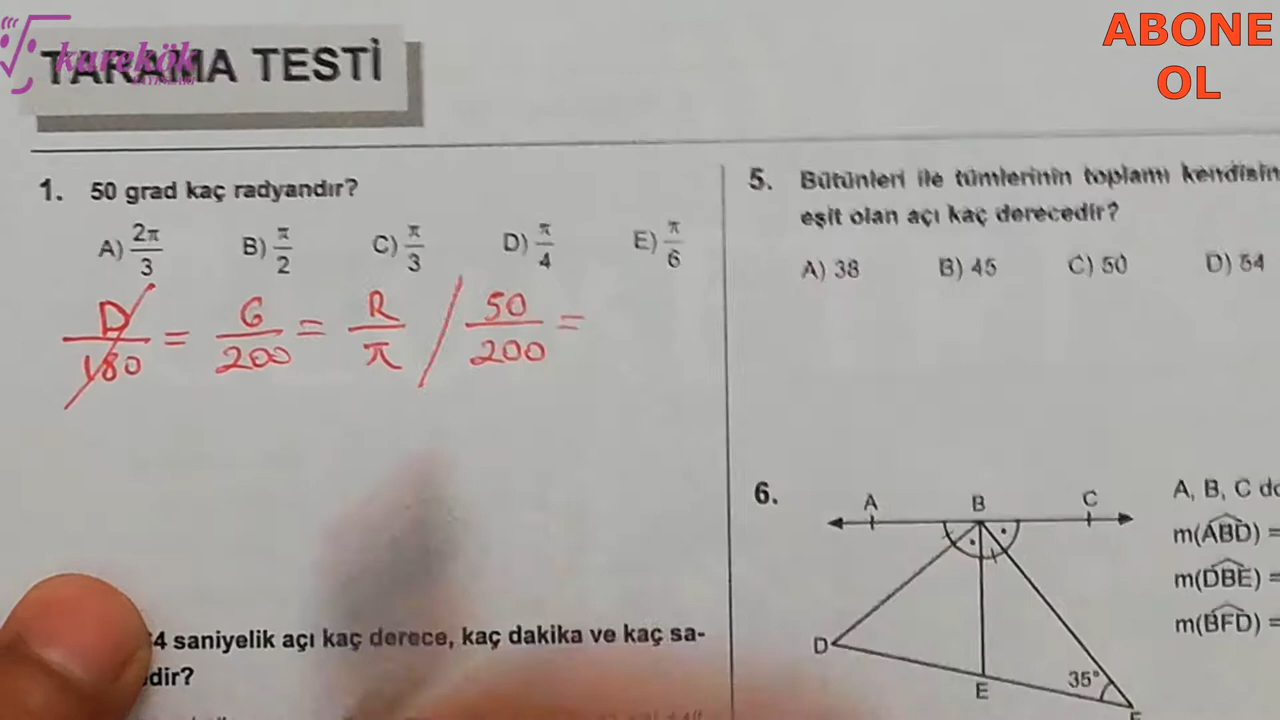 ABONE
OL
karekök
TARAMA TESTİ
1. 50 grad kaç radyandır?
A) 2π/3 B) π/2 C) π/3 D) π/4 E) π/6
D/180 = G/200 = R/π / 50/200 =
4 saniyelik açı kaç derece, kaç dakika ve kaç sa-
dir?
5. Bütünleri ile tümlerinin toplamı kendisin
eşit olan açı kaç derecedir?
A) 38 B) 45 C) 50 D) 54
6.
A B C
D E 35°
A, B, C do
m(ABD) =
m(DBE) =
m(BFD) =